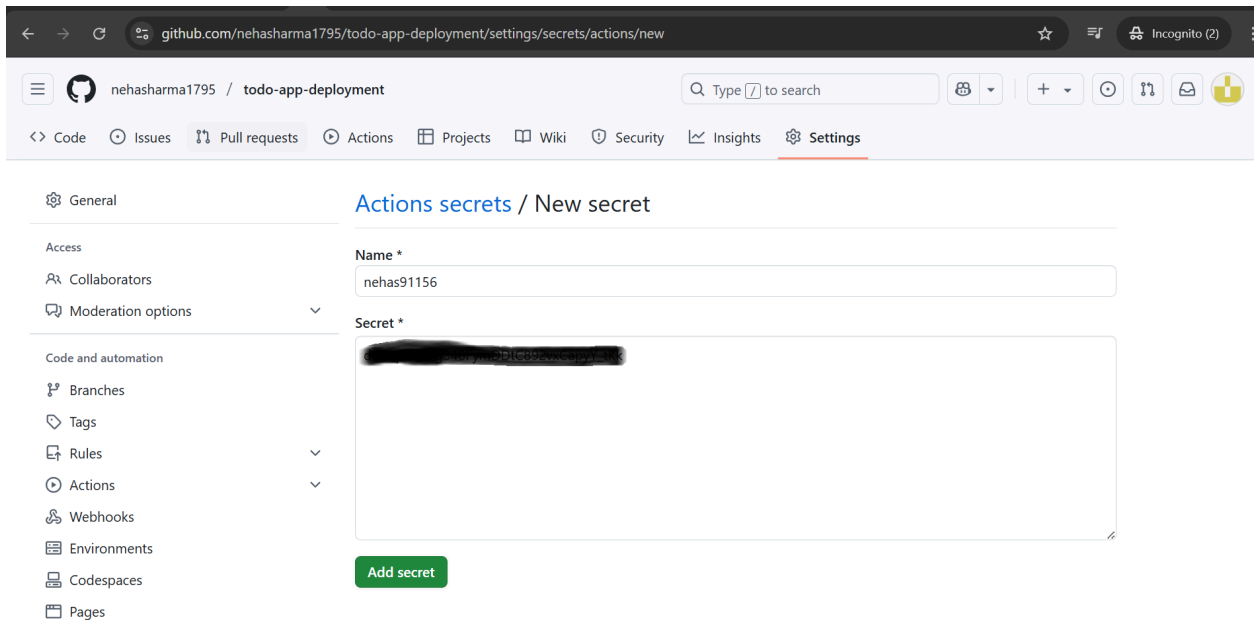 github.com/nehasharma1795/todo-app-deployment/settings/secrets/actions/new
Incognito (2)
nehasharma1795 / todo-app-deployment
Type / to search
Code
Issues
Pull requests
Actions
Projects
Wiki
Security
Insights
Settings
General
Access
Collaborators
Moderation options
Code and automation
Branches
Tags
Rules
Actions
Webhooks
Environments
Codespaces
Pages
Actions secrets / New secret
Name *
nehas91156
Secret *
Add secret